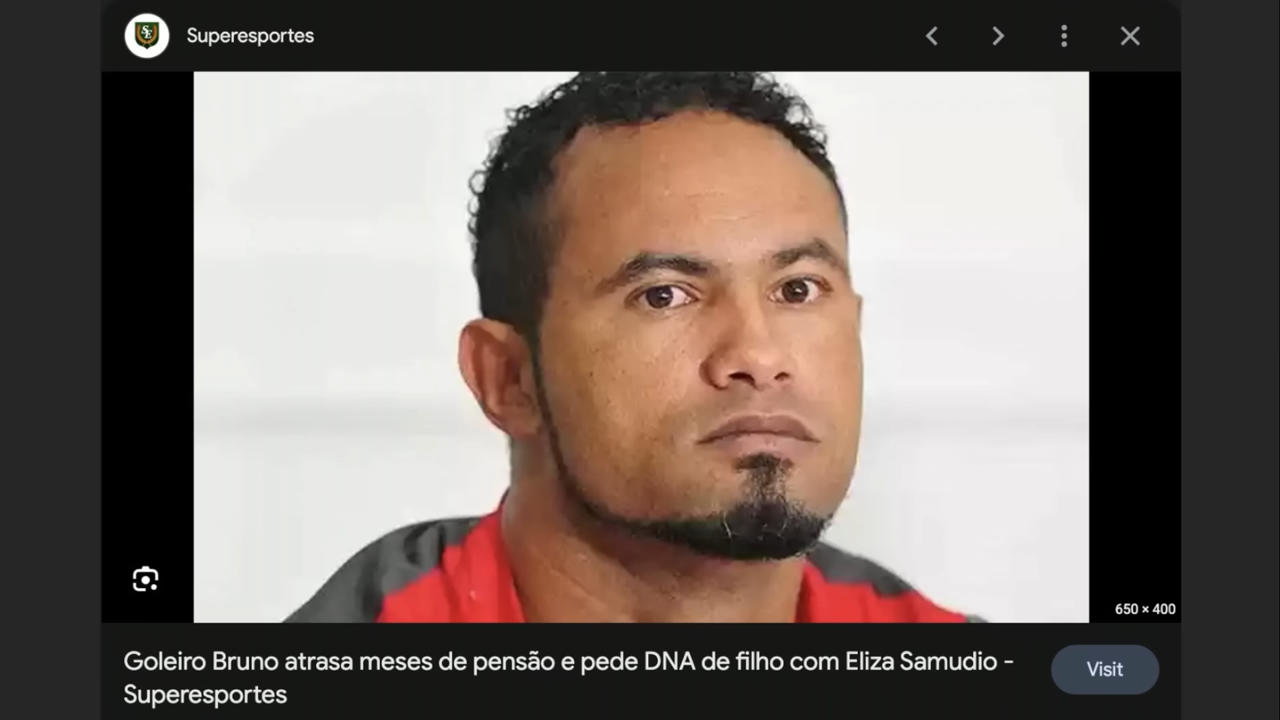 Superesportes
650 × 400
Goleiro Bruno atrasa meses de pensão e pede DNA de filho com Eliza Samudio -
Superesportes
Visit